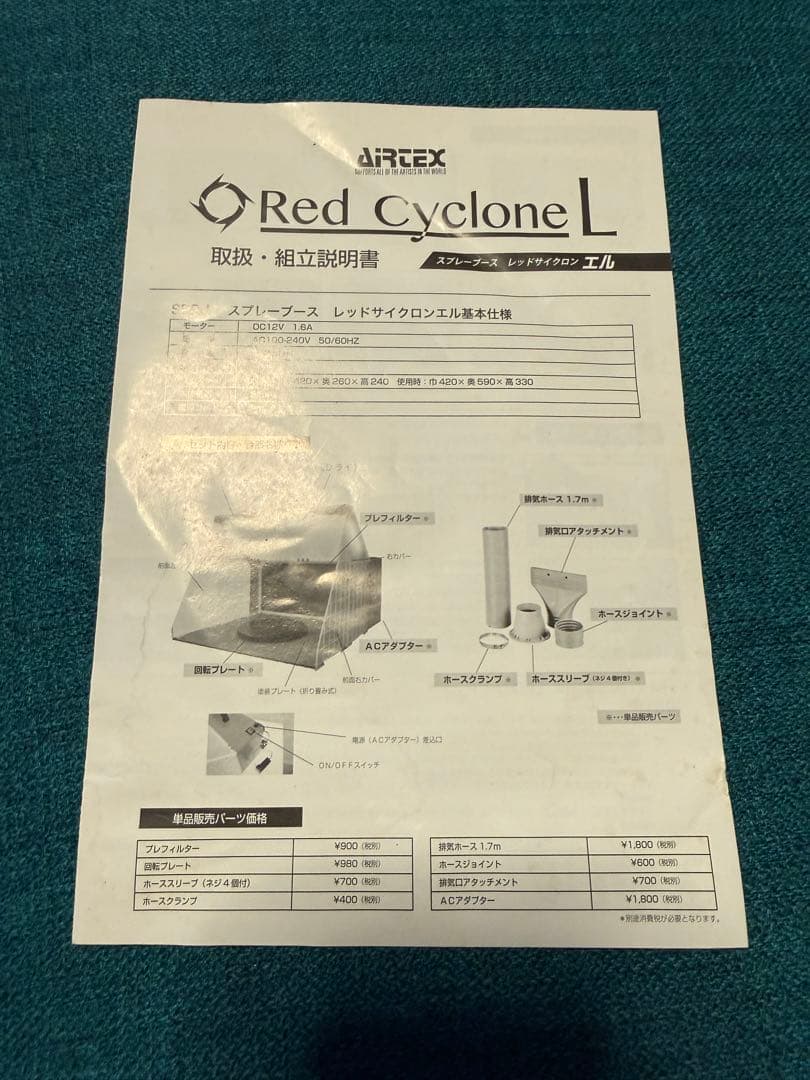 AIRTEX
SUPPORTS ALL OF THE ARTISTS IN THE WORLD
Red Cyclone L
取扱・組立説明書
スプレーブース レッドサイクロン エル
スプレーブース レッドサイクロンエル基本仕様
モーター DC12V 1.6A
AC100-240V 50/60HZ
420×奥260×高240 使用時：巾420×奥590×高330
セット内容
プレフィルター※
右カバー
前面
回転プレート※
塗装プレート（折り畳み式）
前面右カバー
ACアダプター※
排気ホース 1.7m※
排気口アタッチメント※
ホースジョイント※
ホースクランプ※
ホーススリーブ（ネジ4個付き）※
※･･･単品販売パーツ
電源（ACアダプター）差込口
ON/OFFスイッチ
単品販売パーツ価格
プレフィルター ¥900（税別）
回転プレート ¥980（税別）
ホーススリーブ（ネジ4個付） ¥700（税別）
ホースクランプ ¥400（税別）
排気ホース1.7m ¥1,800（税別）
ホースジョイント ¥600（税別）
排気口アタッチメント ¥700（税別）
ACアダプター ¥1,800（税別）
*別途消費税が必要となります。